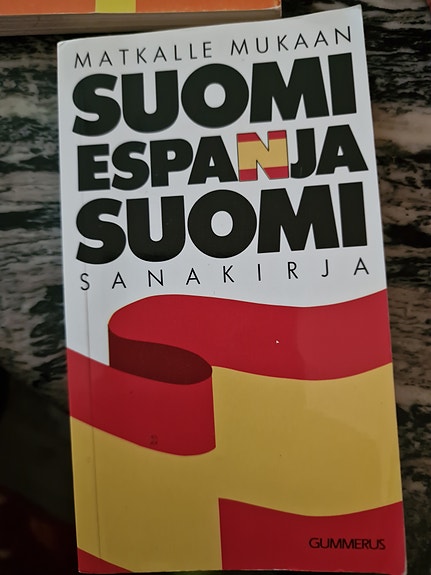 MATKALLE MUKAAN
SUOMI
ESPANJA
SUOMI
SANAKIRJA
GUMMERUS